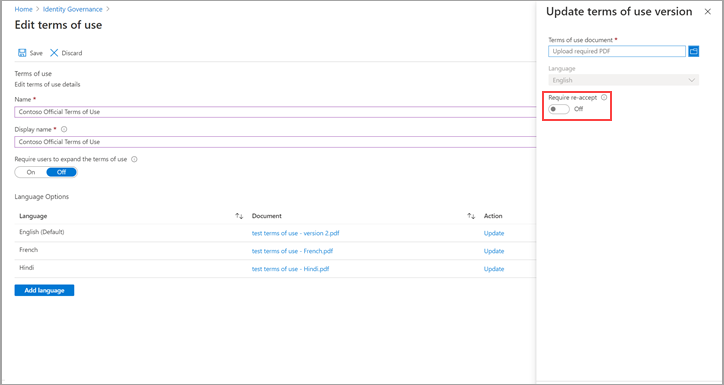 Home > Identity Governance >
Edit terms of use
Save Discard
Terms of use
Edit terms of use details
Name *
Contoso Official Terms of Use
Display name *
Contoso Official Terms of Use
Require users to expand the terms of use
On Off
Language Options
Language Document Action
English (Default) test terms of use - version 2.pdf Update
French test terms of use - French.pdf Update
Hindi test terms of use - Hindi.pdf Update
Add language
Update terms of use version
Terms of use document *
Upload required PDF
Language
English
Require re-accept
Off